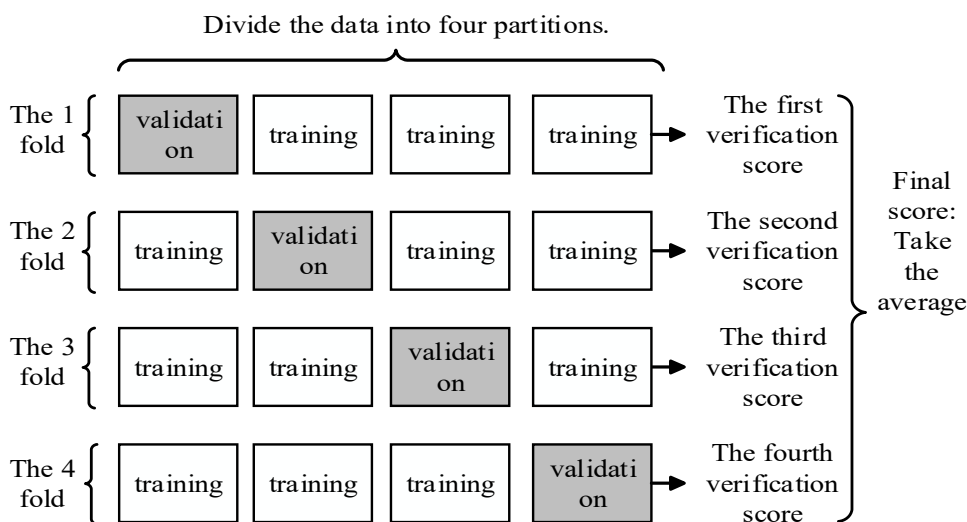 Divide the data into four partitions.
The 1
fold
validati
on
training
training
training
The first
verification
score
The 2
fold
training
validati
on
training
training
The second
verification
score
The 3
fold
training
training
validati
on
training
The third
verification
score
The 4
fold
training
training
training
validati
on
The fourth
verification
score
Final
score:
Take
the
average